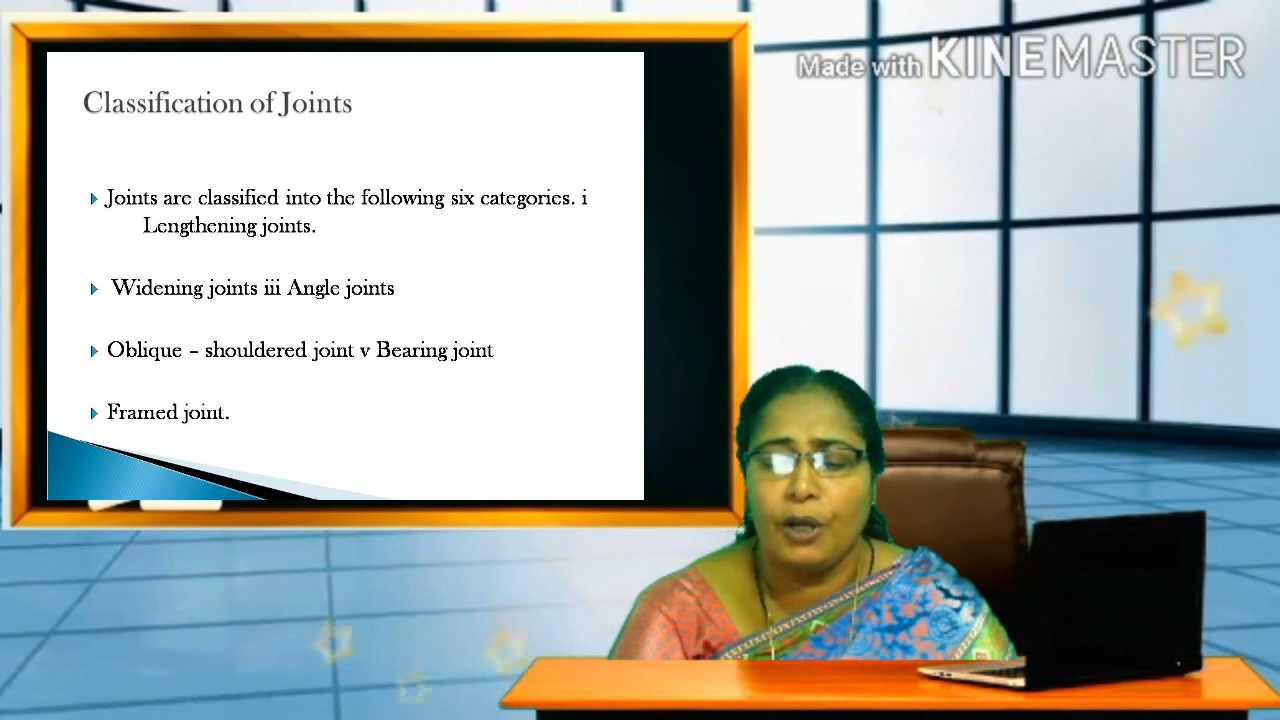 Made with KINEMASTER
Classification of Joints
Joints are classified into the following six categories. i
Lengthening joints.
Widening joints iii Angle joints
Oblique – shouldered joint v Bearing joint
Framed joint.